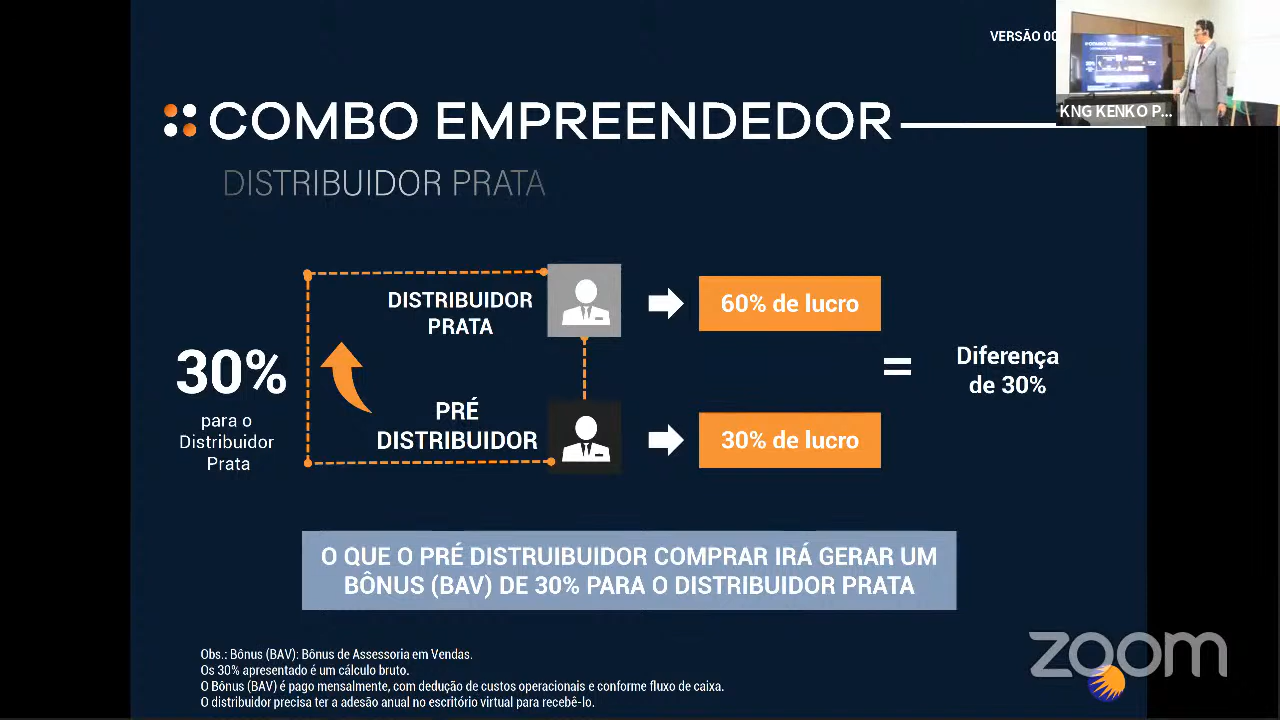 VERSÃO 00
COMBO EMPREENDEDOR
KNG KENKO P...
DISTRIBUIDOR PRATA
DISTRIBUIDOR
PRATA
60% de lucro
30%
para o
Distribuidor
Prata
Diferença
de 30%
=
PRÉ
DISTRIBUIDOR
30% de lucro
O QUE O PRÉ DISTRUIBUIDOR COMPRAR IRÁ GERAR UM
BÔNUS (BAV) DE 30% PARA O DISTRIBUIDOR PRATA
Obs.: Bônus (BAV): Bônus de Assessoria em Vendas.
Os 30% apresentado é um cálculo bruto.
O Bônus (BAV) é pago mensalmente, com dedução de custos operacionais e conforme fluxo de caixa.
O distribuidor precisa ter a adesão anual no escritório virtual para recebê-lo.
zoom